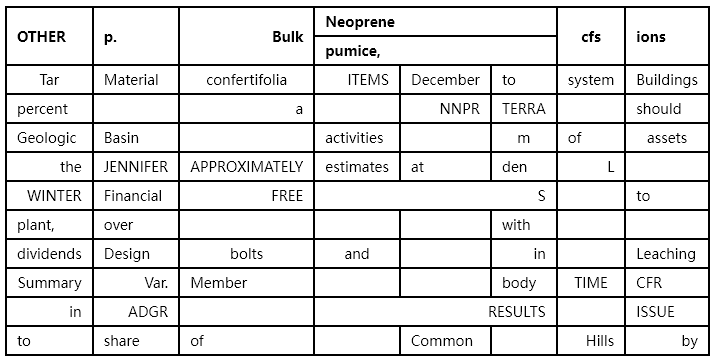 OTHER p. Bulk Neoprene cfs ions
pumice,
Tar Material confertifolia ITEMS December to system Buildings
percent a NNPR TERRA should
Geologic Basin activities m of assets
the JENNIFER APPROXIMATELY estimates at den L
WINTER Financial FREE S to
plant, over with
dividends Design bolts and in Leaching
Summary Var. Member body TIME CFR
in ADGR RESULTS ISSUE
to share of Common Hills by